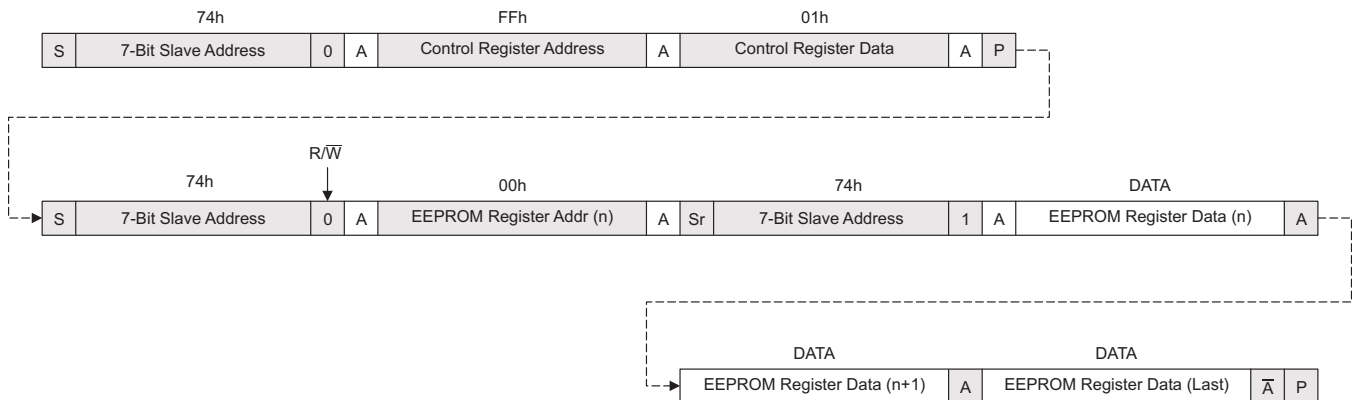 74h FFh 01h
S 7-Bit Slave Address 0 A Control Register Address A Control Register Data A P
R/W̅
74h 00h 74h DATA
S 7-Bit Slave Address 0 A EEPROM Register Addr (n) A Sr 7-Bit Slave Address 1 A EEPROM Register Data (n) A
DATA DATA
EEPROM Register Data (n+1) A EEPROM Register Data (Last) A̅ P